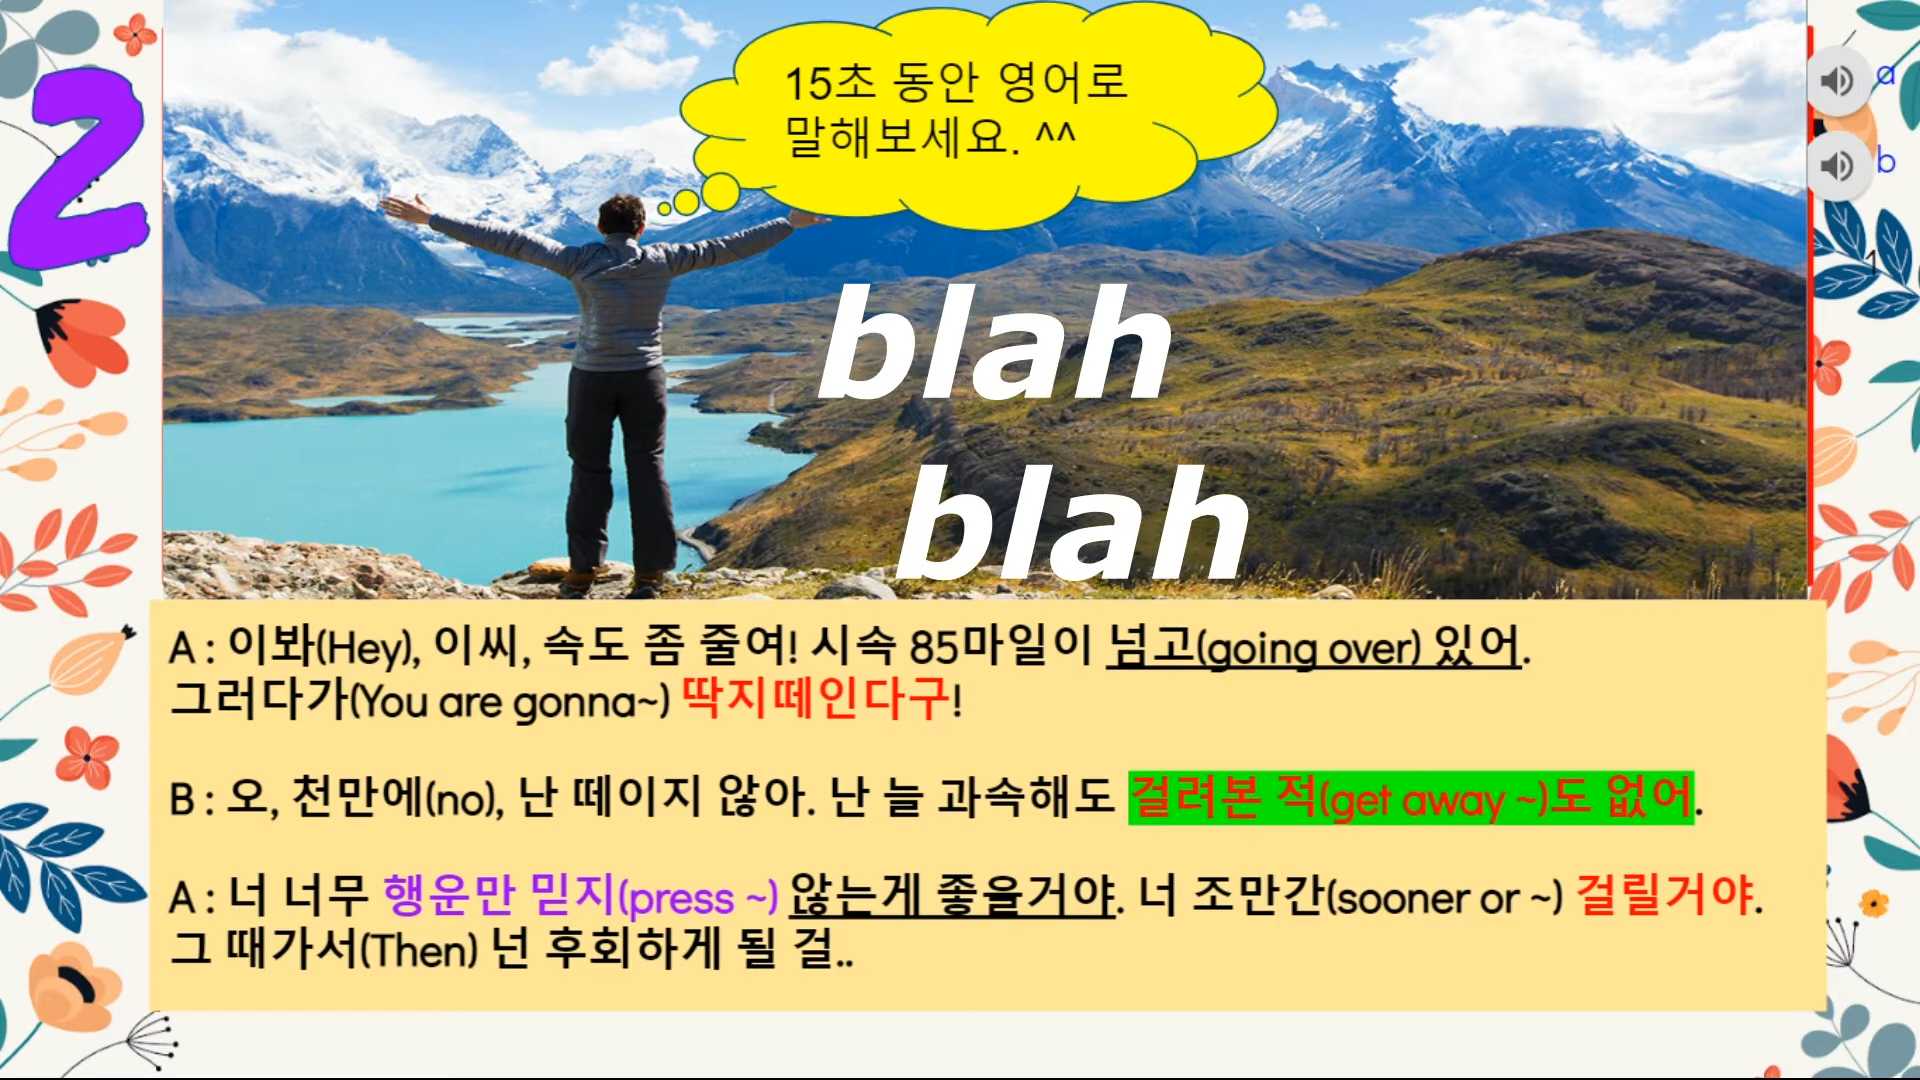 2
15초 동안 영어로
말해보세요. ^^
a
b
1
blah
blah
A : 이봐(Hey), 이씨, 속도 좀 줄여! 시속 85마일이 넘고(going over) 있어.
그러다가(You are gonna~) 딱지떼인다구!
B : 오, 천만에(no), 난 떼이지 않아. 난 늘 과속해도 걸려본 적(get away ~)도 없어.
A : 너 너무 행운만 믿지(press ~) 않는게 좋을거야. 너 조만간(sooner or ~) 걸릴거야.
그 때가서(Then) 넌 후회하게 될 걸..